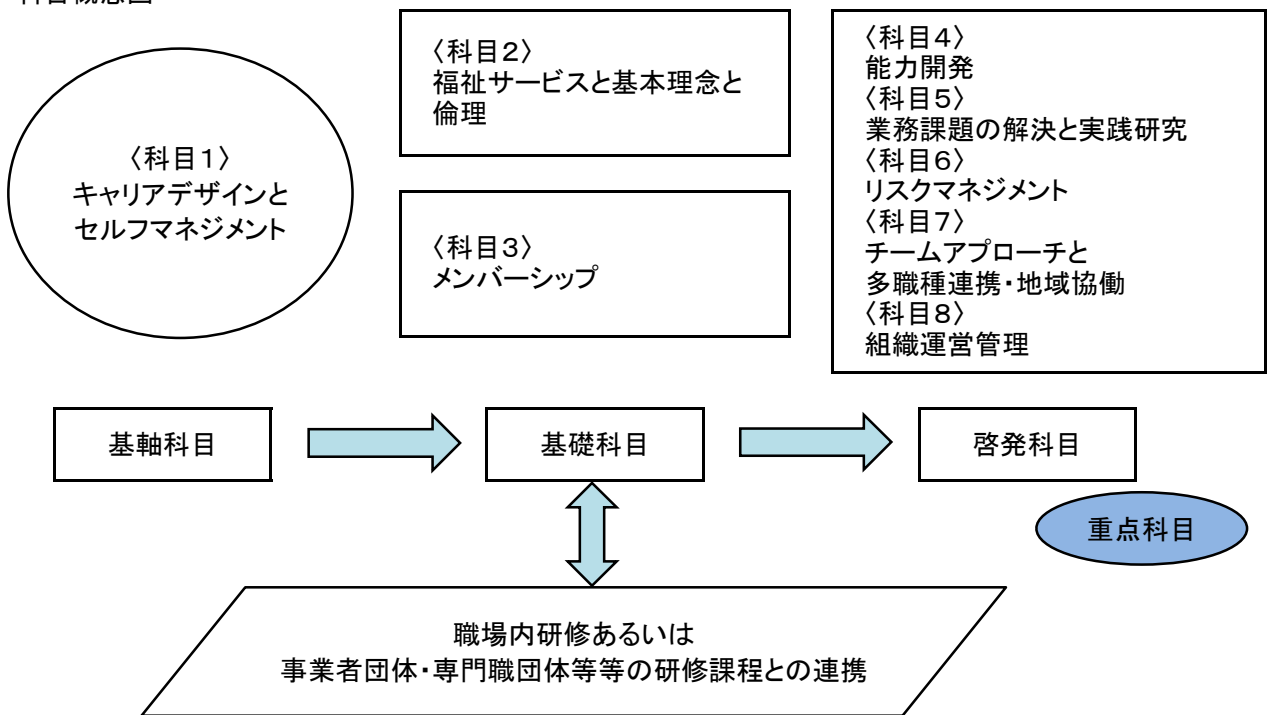 〈科目1〉
キャリアデザインと
セルフマネジメント
〈科目2〉
福祉サービスと基本理念と
倫理
〈科目3〉
メンバーシップ
〈科目4〉
能力開発
〈科目5〉
業務課題の解決と実践研究
〈科目6〉
リスクマネジメント
〈科目7〉
チームアプローチと
多職種連携・地域協働
〈科目8〉
組織運営管理
基軸科目
基礎科目
啓発科目
重点科目
職場内研修あるいは
事業者団体・専門職団体等等の研修課程との連携